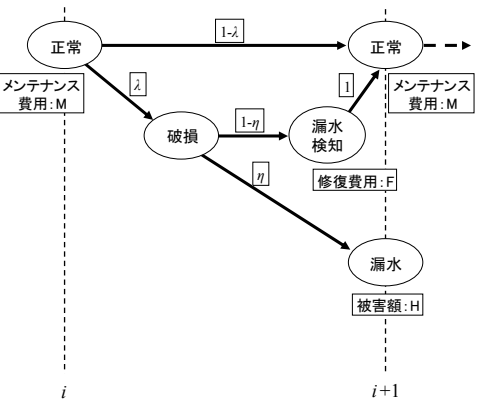 正常
1-λ
正常
メンテナンス
費用:M
λ
1
メンテナンス
費用:M
破損
1-η
漏水
検知
修復費用:F
η
漏水
被害額:H
i
i+1